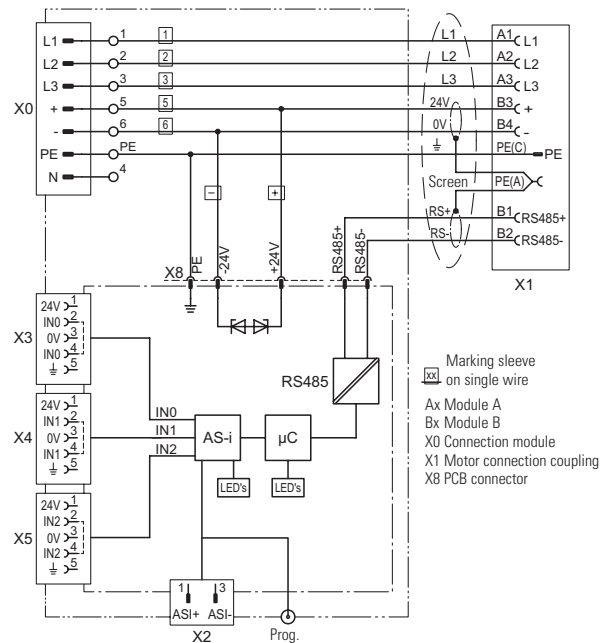 L1 1 1 L1 A1 L1
L2 2 2 L2 A2 L2
L3 3 3 L3 A3 L3
X0 + 5 5 24V B3 +
- 6 6 0V B4 -
PE PE PE(C) PE
N 4
Screen PE(A)
− +
RS+ B1 RS485+
RS- B2 RS485-
X1
X8 PE -24V +24V RS485+ RS485-
X3
24V 1
IN0 2
0V 3
IN0 4
5
RS485
Marking sleeve
xx on single wire
Ax Module A
Bx Module B
X0 Connection module
X1 Motor connection coupling
X8 PCB connector
X4
24V 1
IN1 2
0V 3
IN1 4
5
IN0
IN1
IN2
AS-i
µC
LED's
LED's
X5
24V 1
IN2 2
0V 3
IN2 4
5
1 3
ASI+ ASI-
X2
Prog.